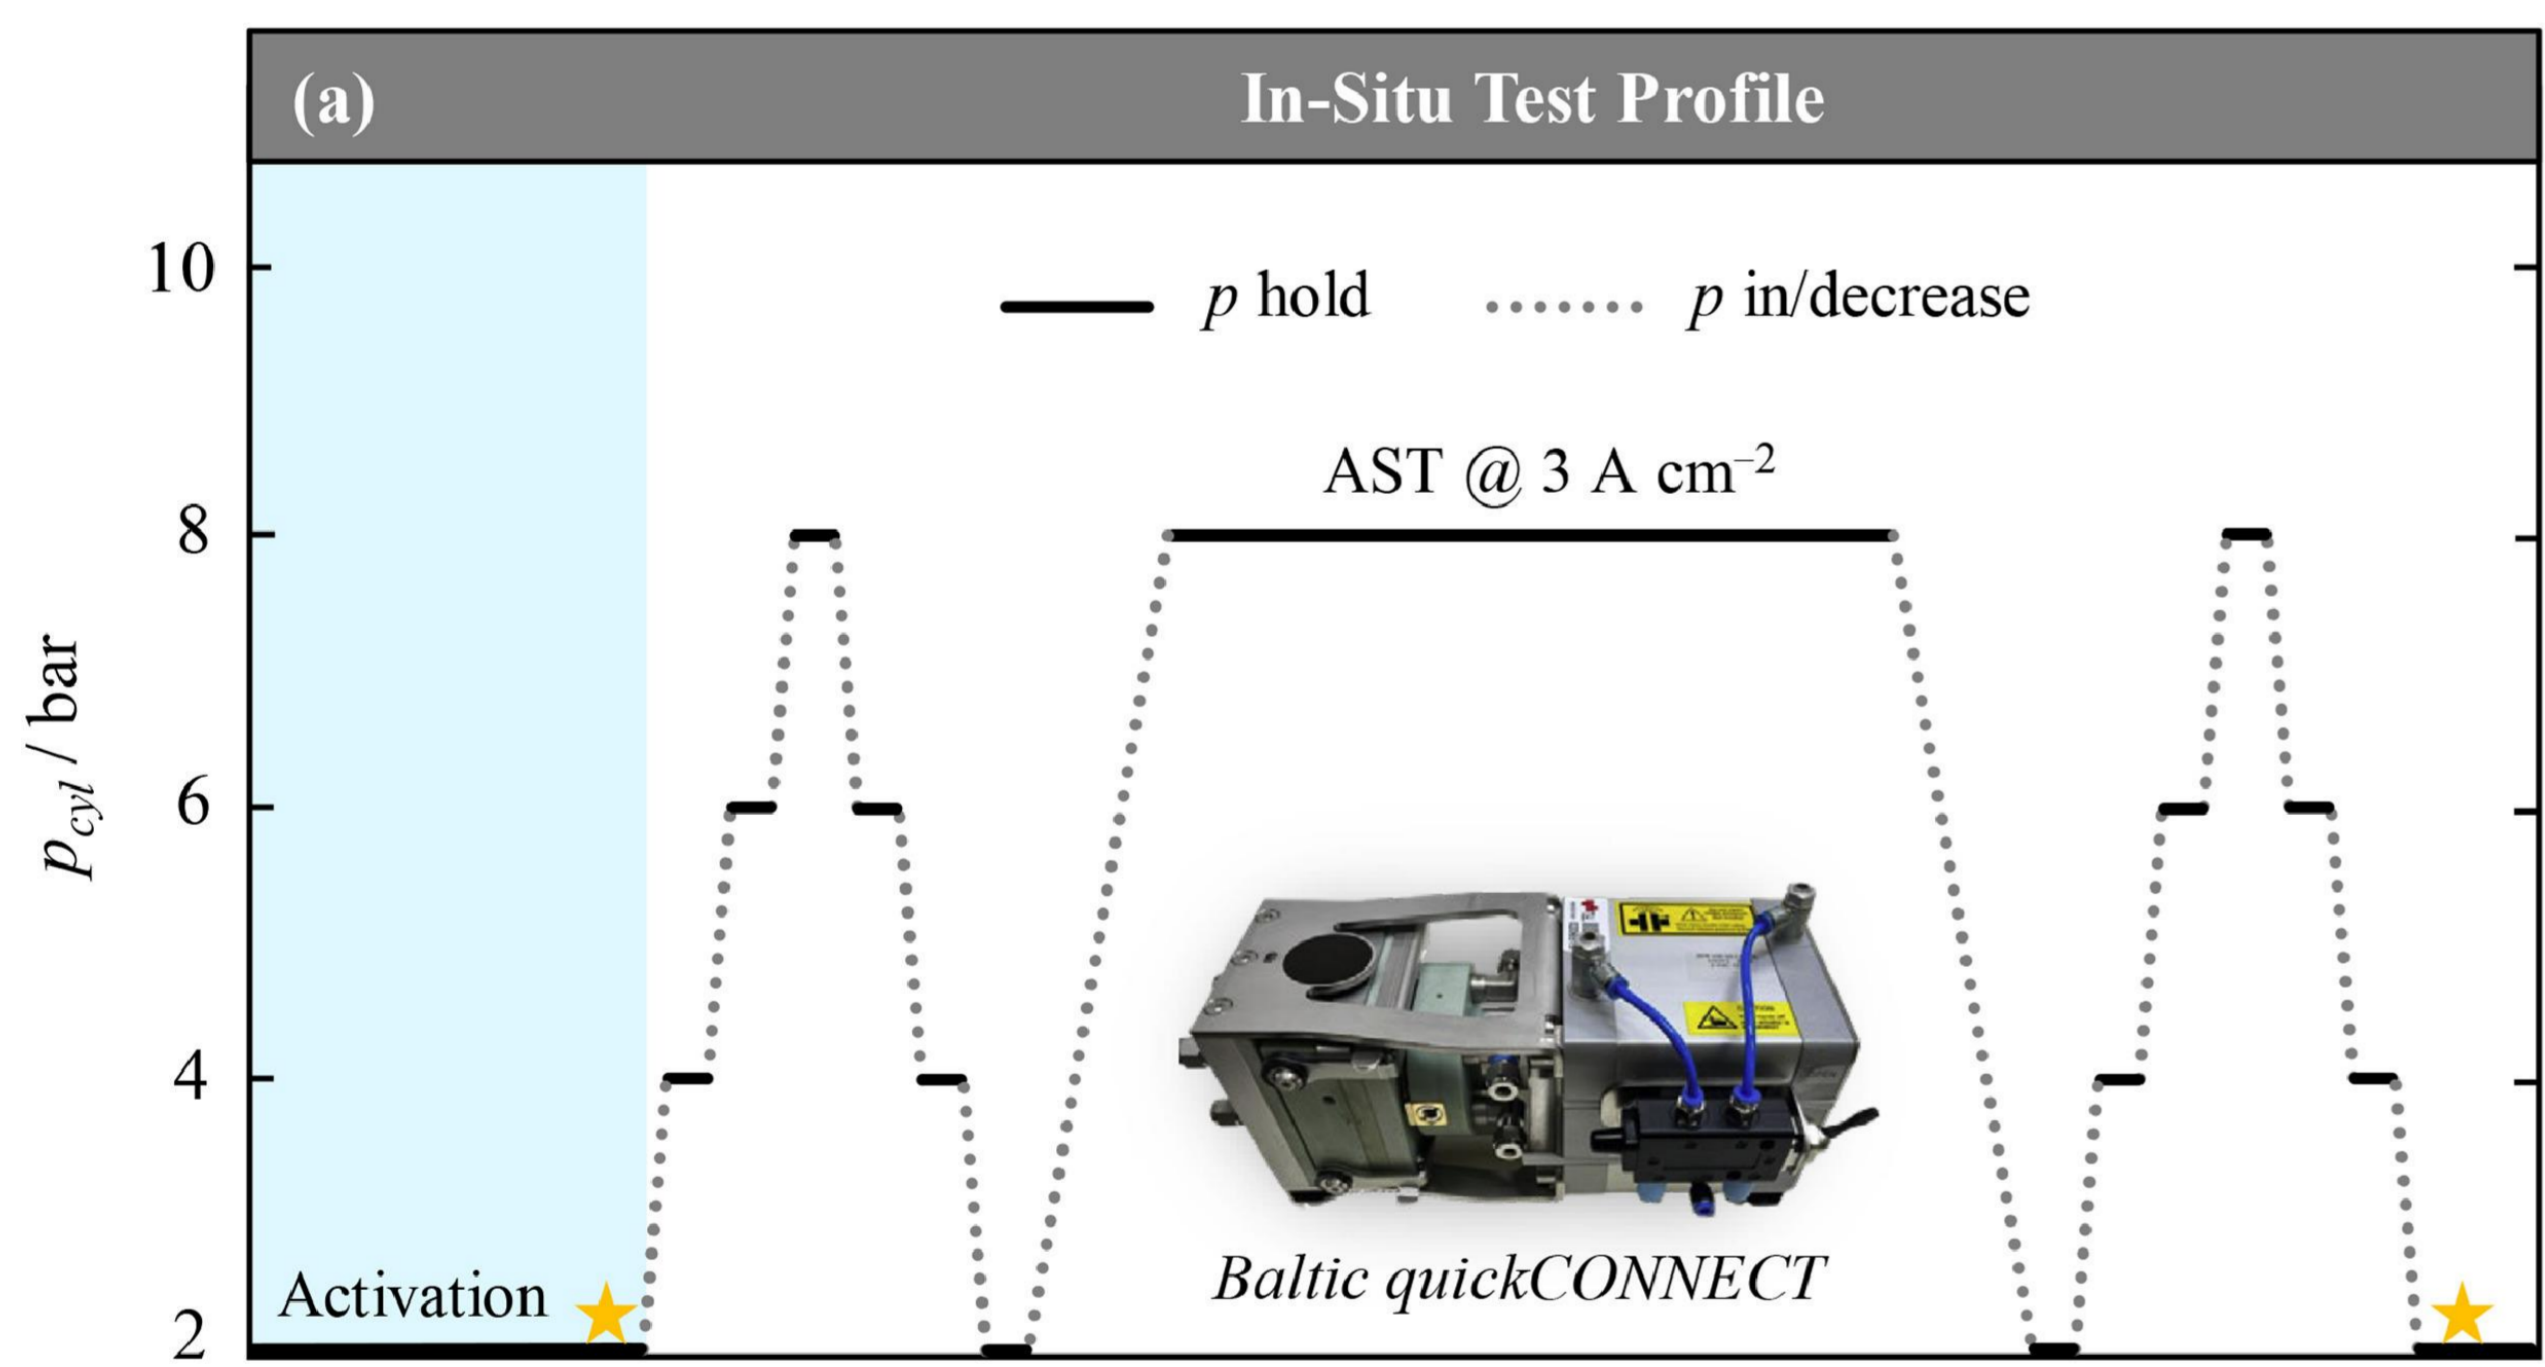 (a) In-Situ Test Profile
10
p hold p in/decrease
AST @ 3 A cm⁻²
8
p_cyl / bar
6
4
Baltic quickCONNECT
Activation
2